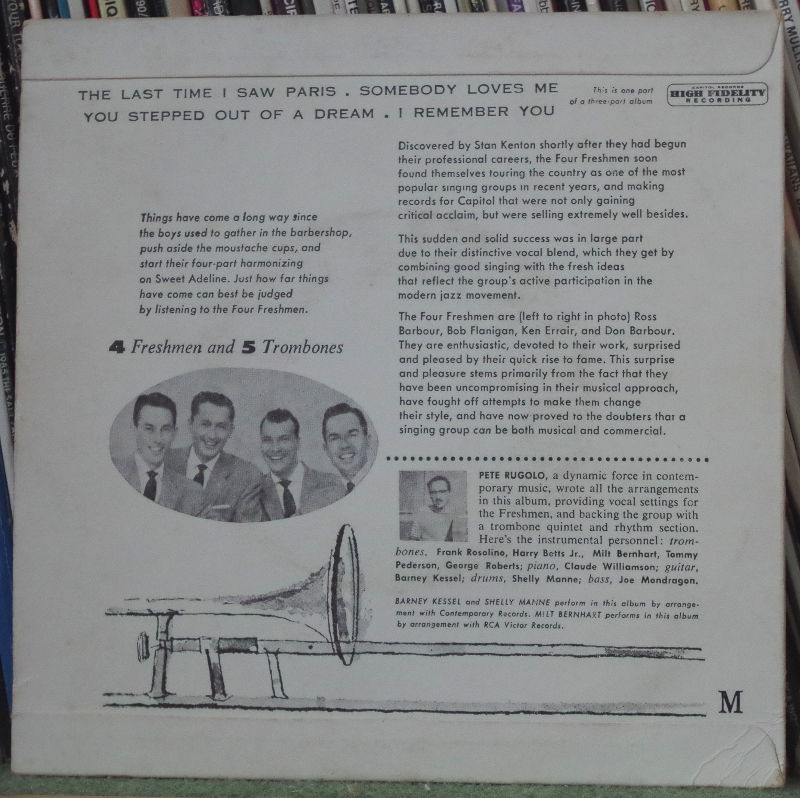 THE LAST TIME I SAW PARIS . SOMEBODY LOVES ME
YOU STEPPED OUT OF A DREAM . I REMEMBER YOU
This is one part
of a three-part album
CAPITOL RECORDS
HIGH FIDELITY
RECORDING
Things have come a long way since
the boys used to gather in the barbershop,
push aside the moustache cups, and
start their four-part harmonizing
on Sweet Adeline. Just how far things
have come can best be judged
by listening to the Four Freshmen.
4 Freshmen and 5 Trombones
Discovered by Stan Kenton shortly after they had begun
their professional careers, the Four Freshmen soon
found themselves touring the country as one of the most
popular singing groups in recent years, and making
records for Capitol that were not only gaining
critical acclaim, but were selling extremely well besides.
This sudden and solid success was in large part
due to their distinctive vocal blend, which they get by
combining good singing with the fresh ideas
that reflect the group's active participation in the
modern jazz movement.
The Four Freshmen are (left to right in photo) Ross
Barbour, Bob Flanigan, Ken Errair, and Don Barbour.
They are enthusiastic, devoted to their work, surprised
and pleased by their quick rise to fame. This surprise
and pleasure stems primarily from the fact that they
have been uncompromising in their musical approach,
have fought off attempts to make them change
their style, and have now proved to the doubters that a
singing group can be both musical and commercial.
PETE RUGOLO, a dynamic force in contem-
porary music, wrote all the arrangements
in this album, providing vocal settings for
the Freshmen, and backing the group with
a trombone quintet and rhythm section.
Here's the instrumental personnel: trom-
bones, Frank Rosolino, Harry Betts Jr., Milt Bernhart, Tommy
Pederson, George Roberts; piano, Claude Williamson; guitar,
Barney Kessel; drums, Shelly Manne; bass, Joe Mondragon.
BARNEY KESSEL and SHELLY MANNE perform in this album by arrange-
ment with Contemporary Records. MILT BERNHART performs in this album
by arrangement with RCA Victor Records.
M